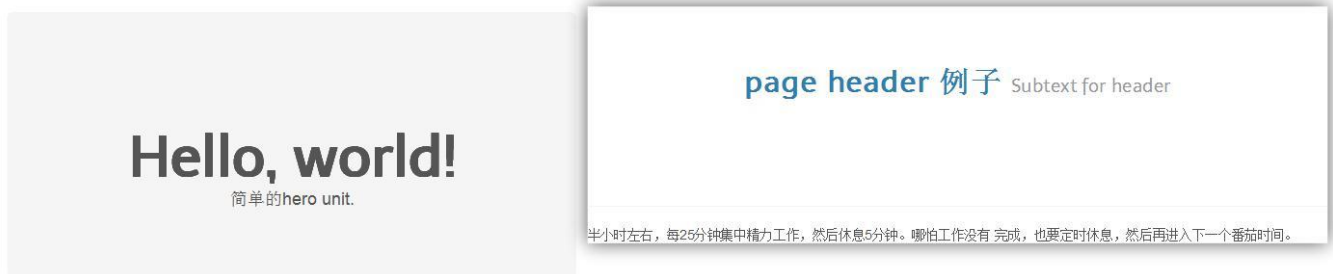 Hello, world!
简单的hero unit.
page header 例子 Subtext for header
半小时左右，每25分钟集中精力工作，然后休息5分钟。哪怕工作没有 完成，也要定时休息，然后再进入下一个番茄时间。